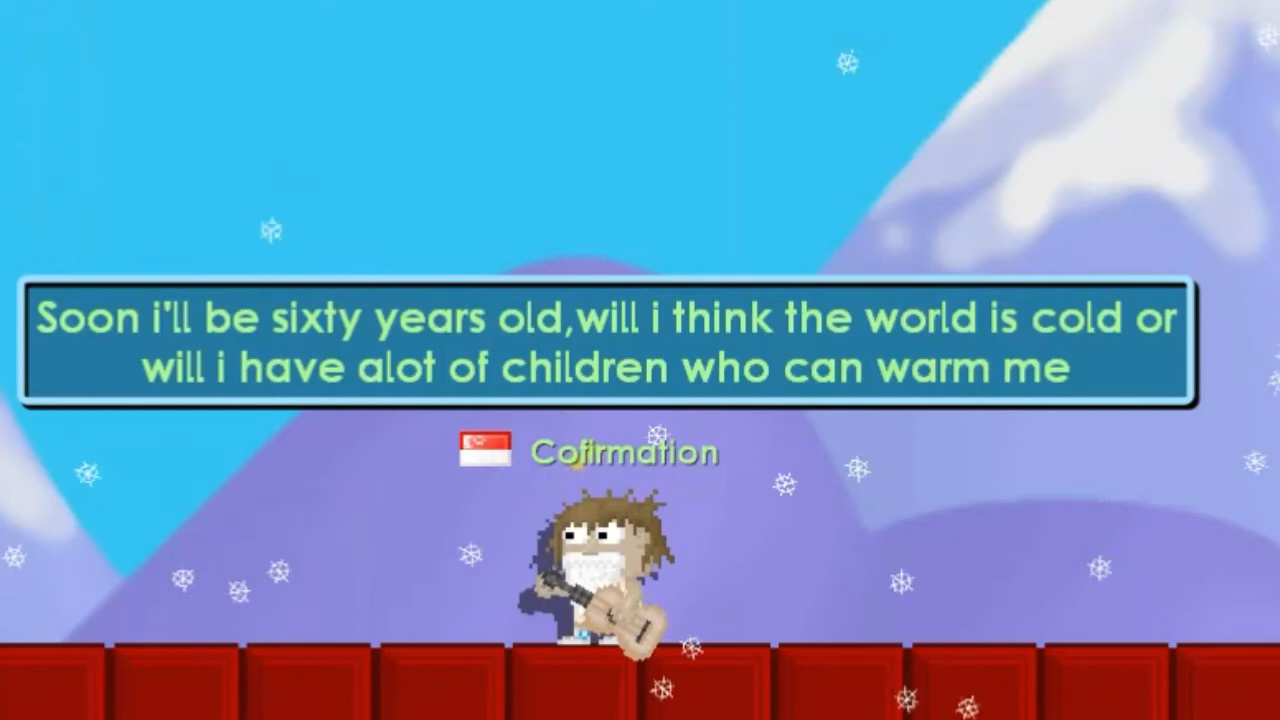 Soon i'll be sixty years old,will i think the world is cold or
will i have alot of children who can warm me
Cofirmation